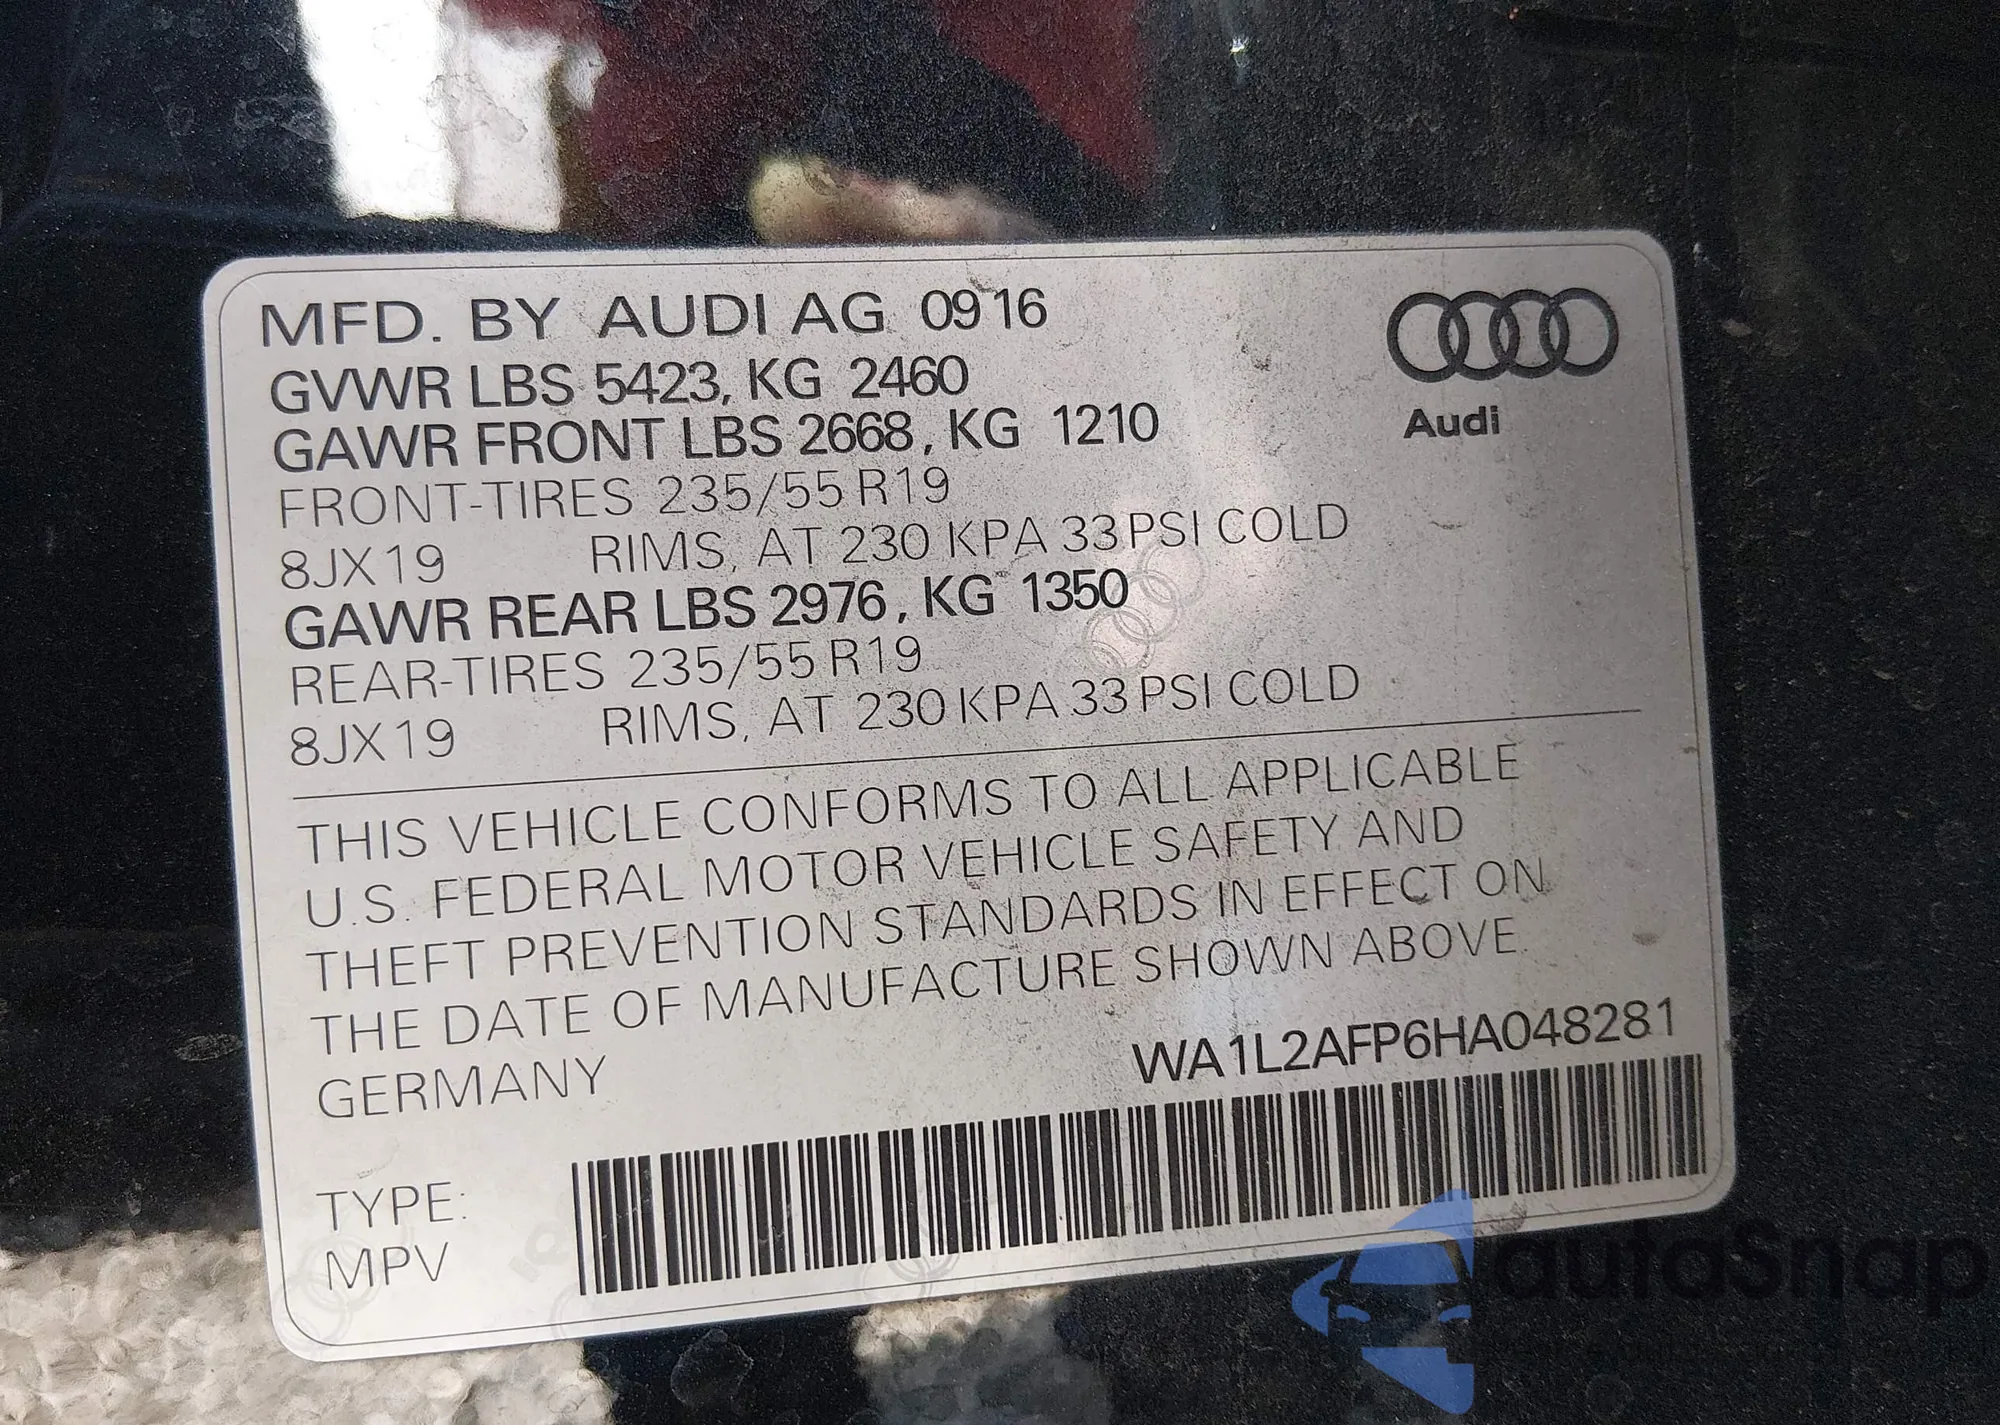 MFD. BY AUDI AG 09 16
GVWR LBS 5423, KG 2460
GAWR FRONT LBS 2668, KG 1210
FRONT-TIRES 235/55 R19
8JX19 RIMS, AT 230 KPA 33 PSI COLD
GAWR REAR LBS 2976, KG 1350
REAR-TIRES 235/55 R19
8JX19 RIMS, AT 230 KPA 33 PSI COLD
Audi
THIS VEHICLE CONFORMS TO ALL APPLICABLE
U.S. FEDERAL MOTOR VEHICLE SAFETY AND
THEFT PREVENTION STANDARDS IN EFFECT ON
THE DATE OF MANUFACTURE SHOWN ABOVE.
GERMANY
WA1L2AFP6HA048281
TYPE:
MPV
autoSnap